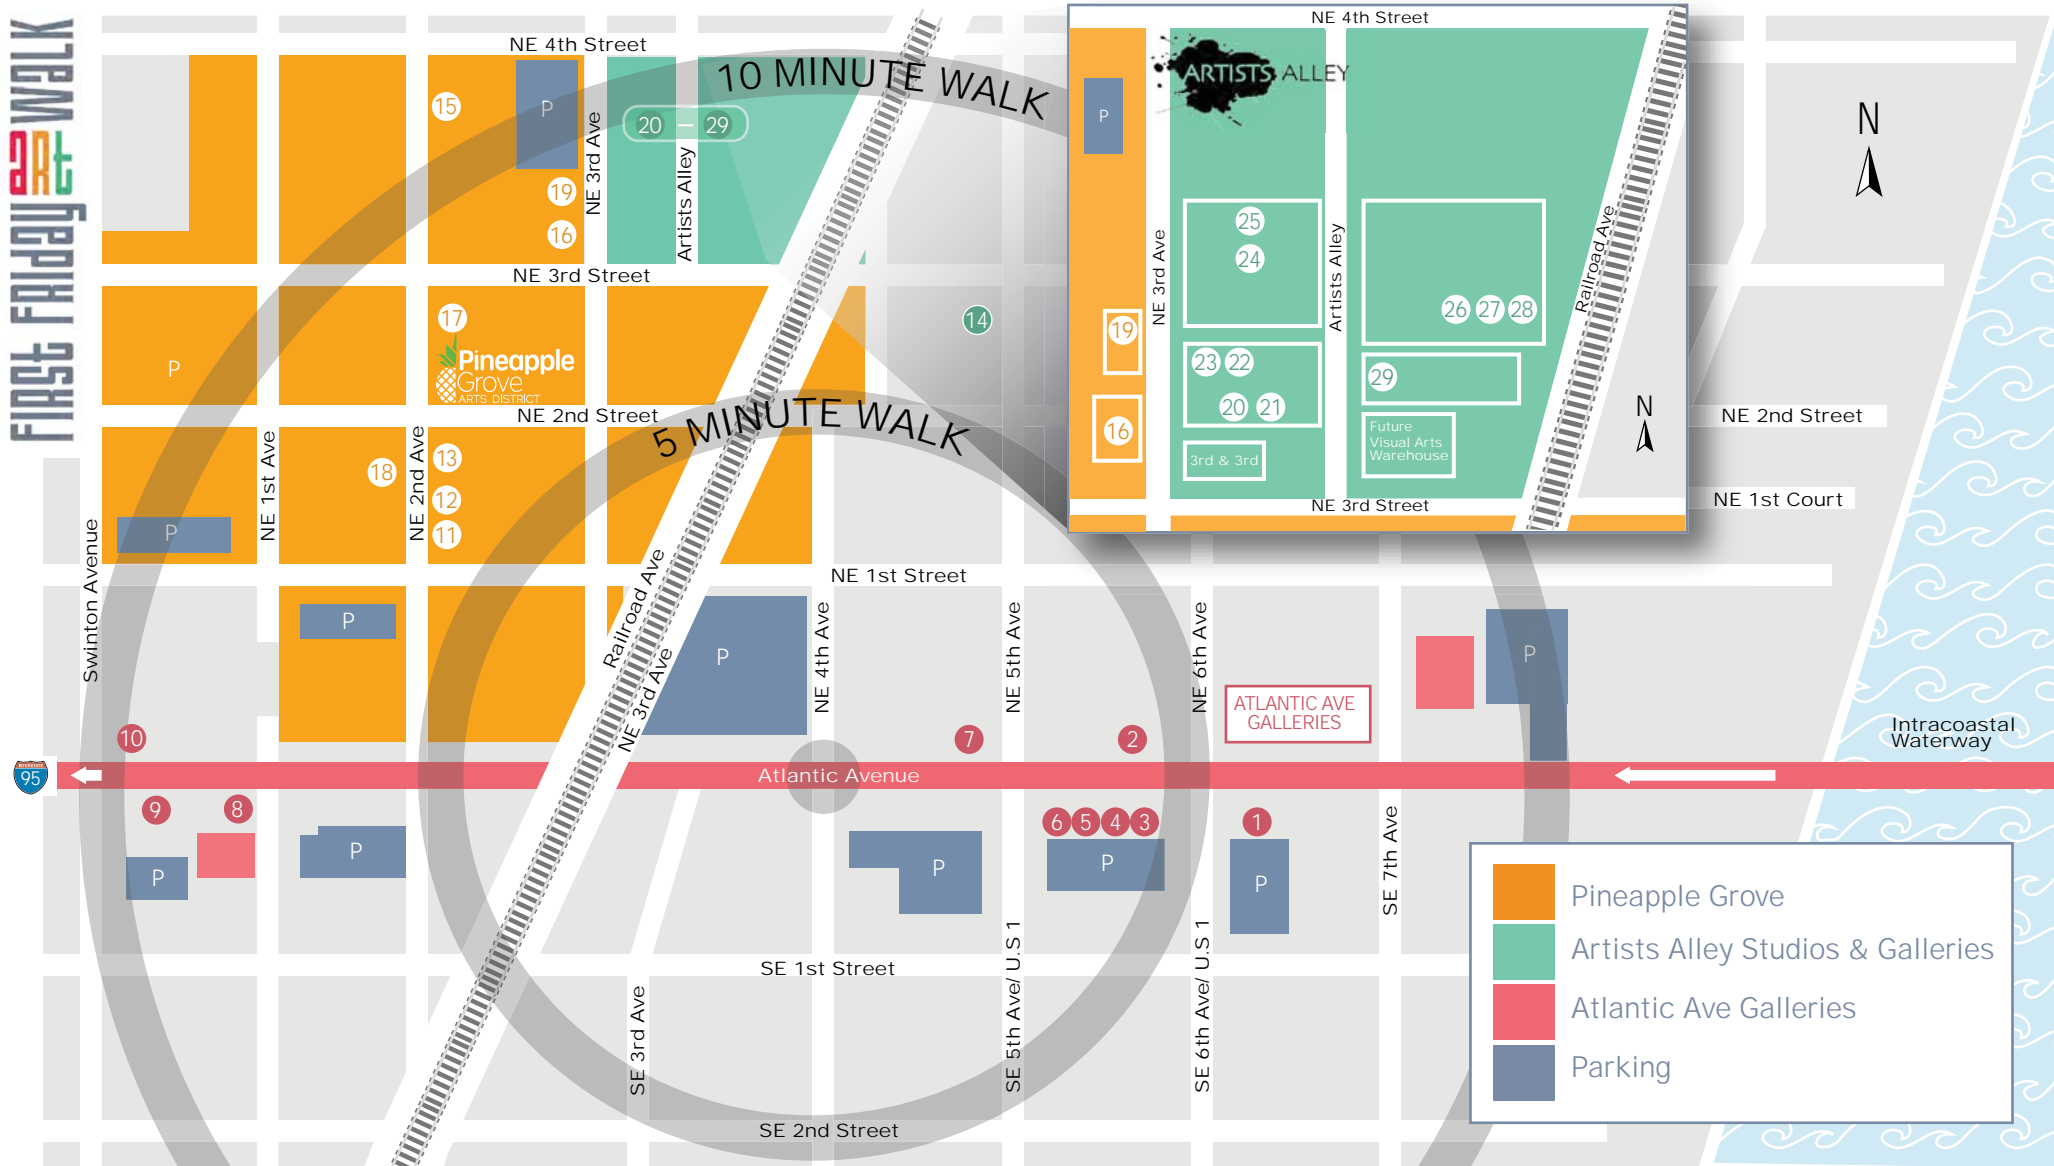 FIRST FRIDAY ART WALK
NE 4th Street
10 MINUTE WALK
15
P
20 – 29
NE 3rd Ave
Artists Alley
19
16
NE 3rd Street
17
Pineapple
Grove
ARTS DISTRICT
P
14
NE 2nd Street
5 MINUTE WALK
NE 1st Ave
18
NE 2nd Ave
13
12
11
P
Swinton Avenue
NE 1st Street
P
Railroad Ave
NE 3rd Ave
P
NE 4th Ave
NE 5th Ave
NE 6th Ave
ATLANTIC AVE
GALLERIES
P
10
7
2
INTERSTATE
95
Atlantic Avenue
9
8
6 5 4 3
1
P
P
P
P
P
SE 7th Ave
SE 1st Street
SE 3rd Ave
SE 5th Ave/ U.S 1
SE 6th Ave/ U.S 1
SE 2nd Street
NE 4th Street
ARTISTS ALLEY
P
25
24
NE 3rd Ave
Artists Alley
Railroad Ave
26 27 28
19
23 22
29
20 21
16
Future
Visual Arts
Warehouse
3rd & 3rd
N
NE 3rd Street
N
NE 2nd Street
NE 1st Court
Intracoastal
Waterway
Pineapple Grove
Artists Alley Studios & Galleries
Atlantic Ave Galleries
Parking